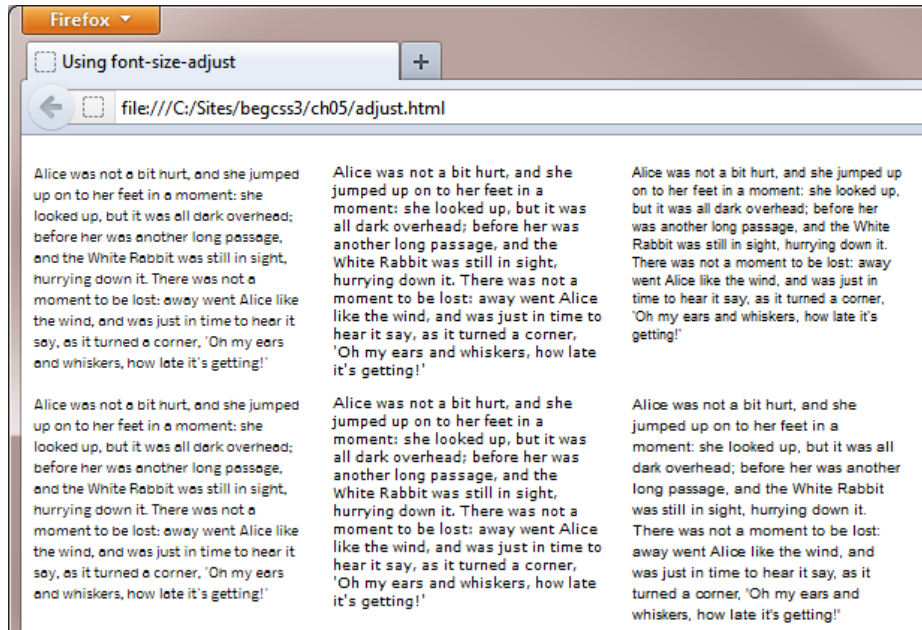 Firefox
Using font-size-adjust
+
file:///C:/Sites/begcss3/ch05/adjust.html
Alice was not a bit hurt, and she jumped
up on to her feet in a moment: she
looked up, but it was all dark overhead;
before her was another long passage,
and the White Rabbit was still in sight,
hurrying down it. There was not a
moment to be lost: away went Alice like
the wind, and was just in time to hear it
say, as it turned a corner, 'Oh my ears
and whiskers, how late it's getting!'
Alice was not a bit hurt, and she
jumped up on to her feet in a
moment: she looked up, but it was
all dark overhead; before her was
another long passage, and the
White Rabbit was still in sight,
hurrying down it. There was not a
moment to be lost: away went Alice
like the wind, and was just in time to
hear it say, as it turned a corner,
'Oh my ears and whiskers, how late
it's getting!'
Alice was not a bit hurt, and she jumped up
on to her feet in a moment: she looked up,
but it was all dark overhead; before her
was another long passage, and the White
Rabbit was still in sight, hurrying down it.
There was not a moment to be lost: away
went Alice like the wind, and was just in
time to hear it say, as it turned a corner,
'Oh my ears and whiskers, how late it's
getting!'
Alice was not a bit hurt, and she jumped
up on to her feet in a moment: she
looked up, but it was all dark overhead;
before her was another long passage,
and the White Rabbit was still in sight,
hurrying down it. There was not a
moment to be lost: away went Alice like
the wind, and was just in time to hear it
say, as it turned a corner, 'Oh my ears
and whiskers, how late it's getting!'
Alice was not a bit hurt, and she
jumped up on to her feet in a
moment: she looked up, but it was
all dark overhead; before her was
another long passage, and the
White Rabbit was still in sight,
hurrying down it. There was not a
moment to be lost: away went Alice
like the wind, and was just in time to
hear it say, as it turned a corner,
'Oh my ears and whiskers, how late
it's getting!'
Alice was not a bit hurt, and she
jumped up on to her feet in a
moment: she looked up, but it was all
dark overhead; before her was another
long passage, and the White Rabbit
was still in sight, hurrying down it.
There was not a moment to be lost:
away went Alice like the wind, and
was just in time to hear it say, as it
turned a corner, 'Oh my ears and
whiskers, how late it's getting!'